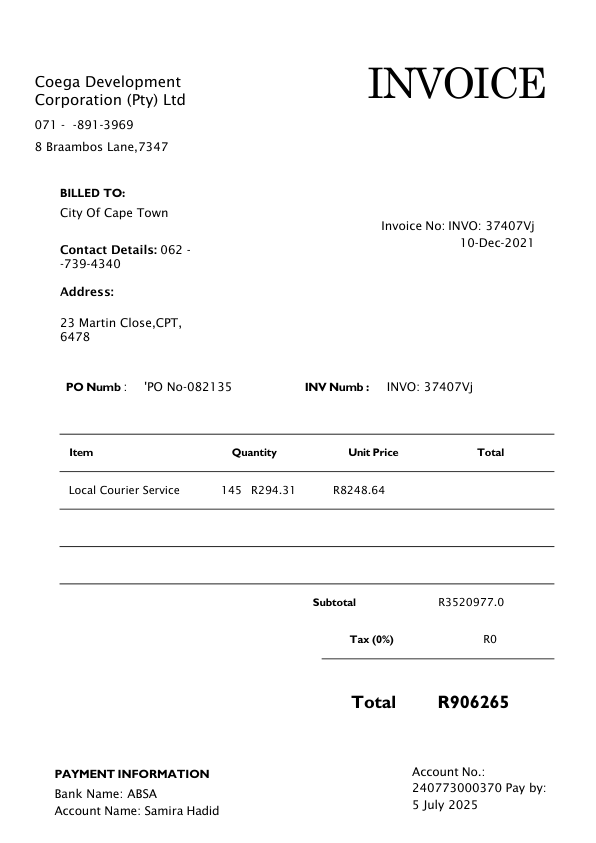 INVOICE
Coega Development
Corporation (Pty) Ltd
071 -  -891-3969
8 Braambos Lane,7347
BILLED TO:
City Of Cape Town
Invoice No: INVO: 37407Vj
10-Dec-2021
Contact Details: 062 -
-739-4340
Address:
23 Martin Close,CPT,
6478
PO Numb : 'PO No-082135 INV Numb : INVO: 37407Vj
Item Quantity Unit Price Total
Local Courier Service 145 R294.31 R8248.64
Subtotal R3520977.0
Tax (0%) R0
Total R906265
PAYMENT INFORMATION
Bank Name: ABSA
Account Name: Samira Hadid
Account No.:
240773000370 Pay by:
5 July 2025